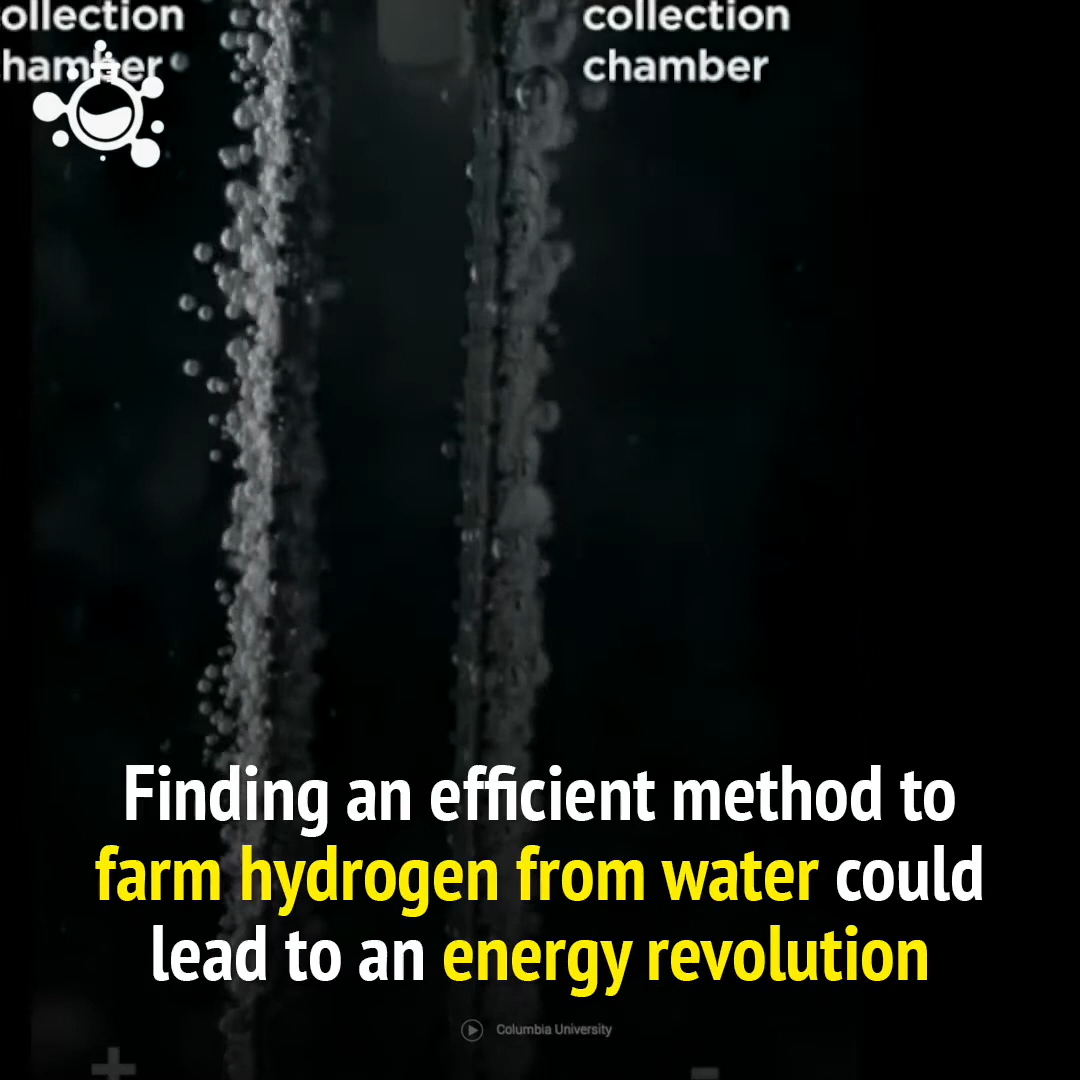 ollection
chamber
collection
chamber
Finding an efficient method to
farm hydrogen from water could
lead to an energy revolution
Columbia University
+
-